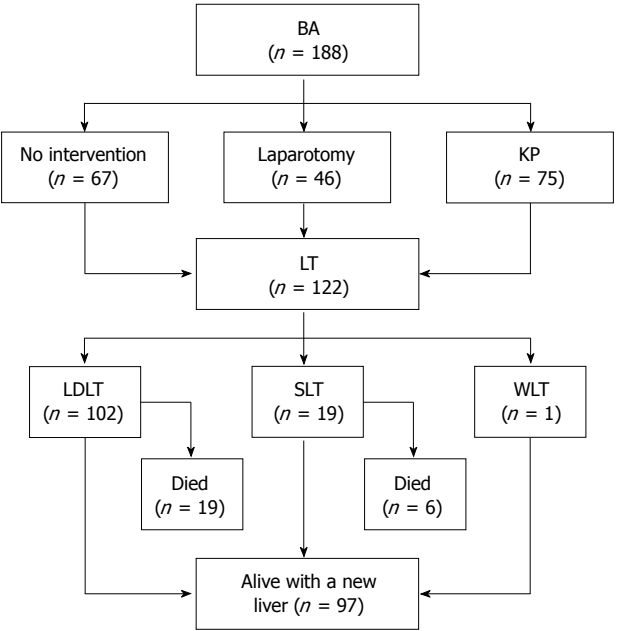 BA
(n = 188)
No intervention
(n = 67)
Laparotomy
(n = 46)
KP
(n = 75)
LT
(n = 122)
LDLT
(n = 102)
SLT
(n = 19)
WLT
(n = 1)
Died
(n = 19)
Died
(n = 6)
Alive with a new
liver (n = 97)